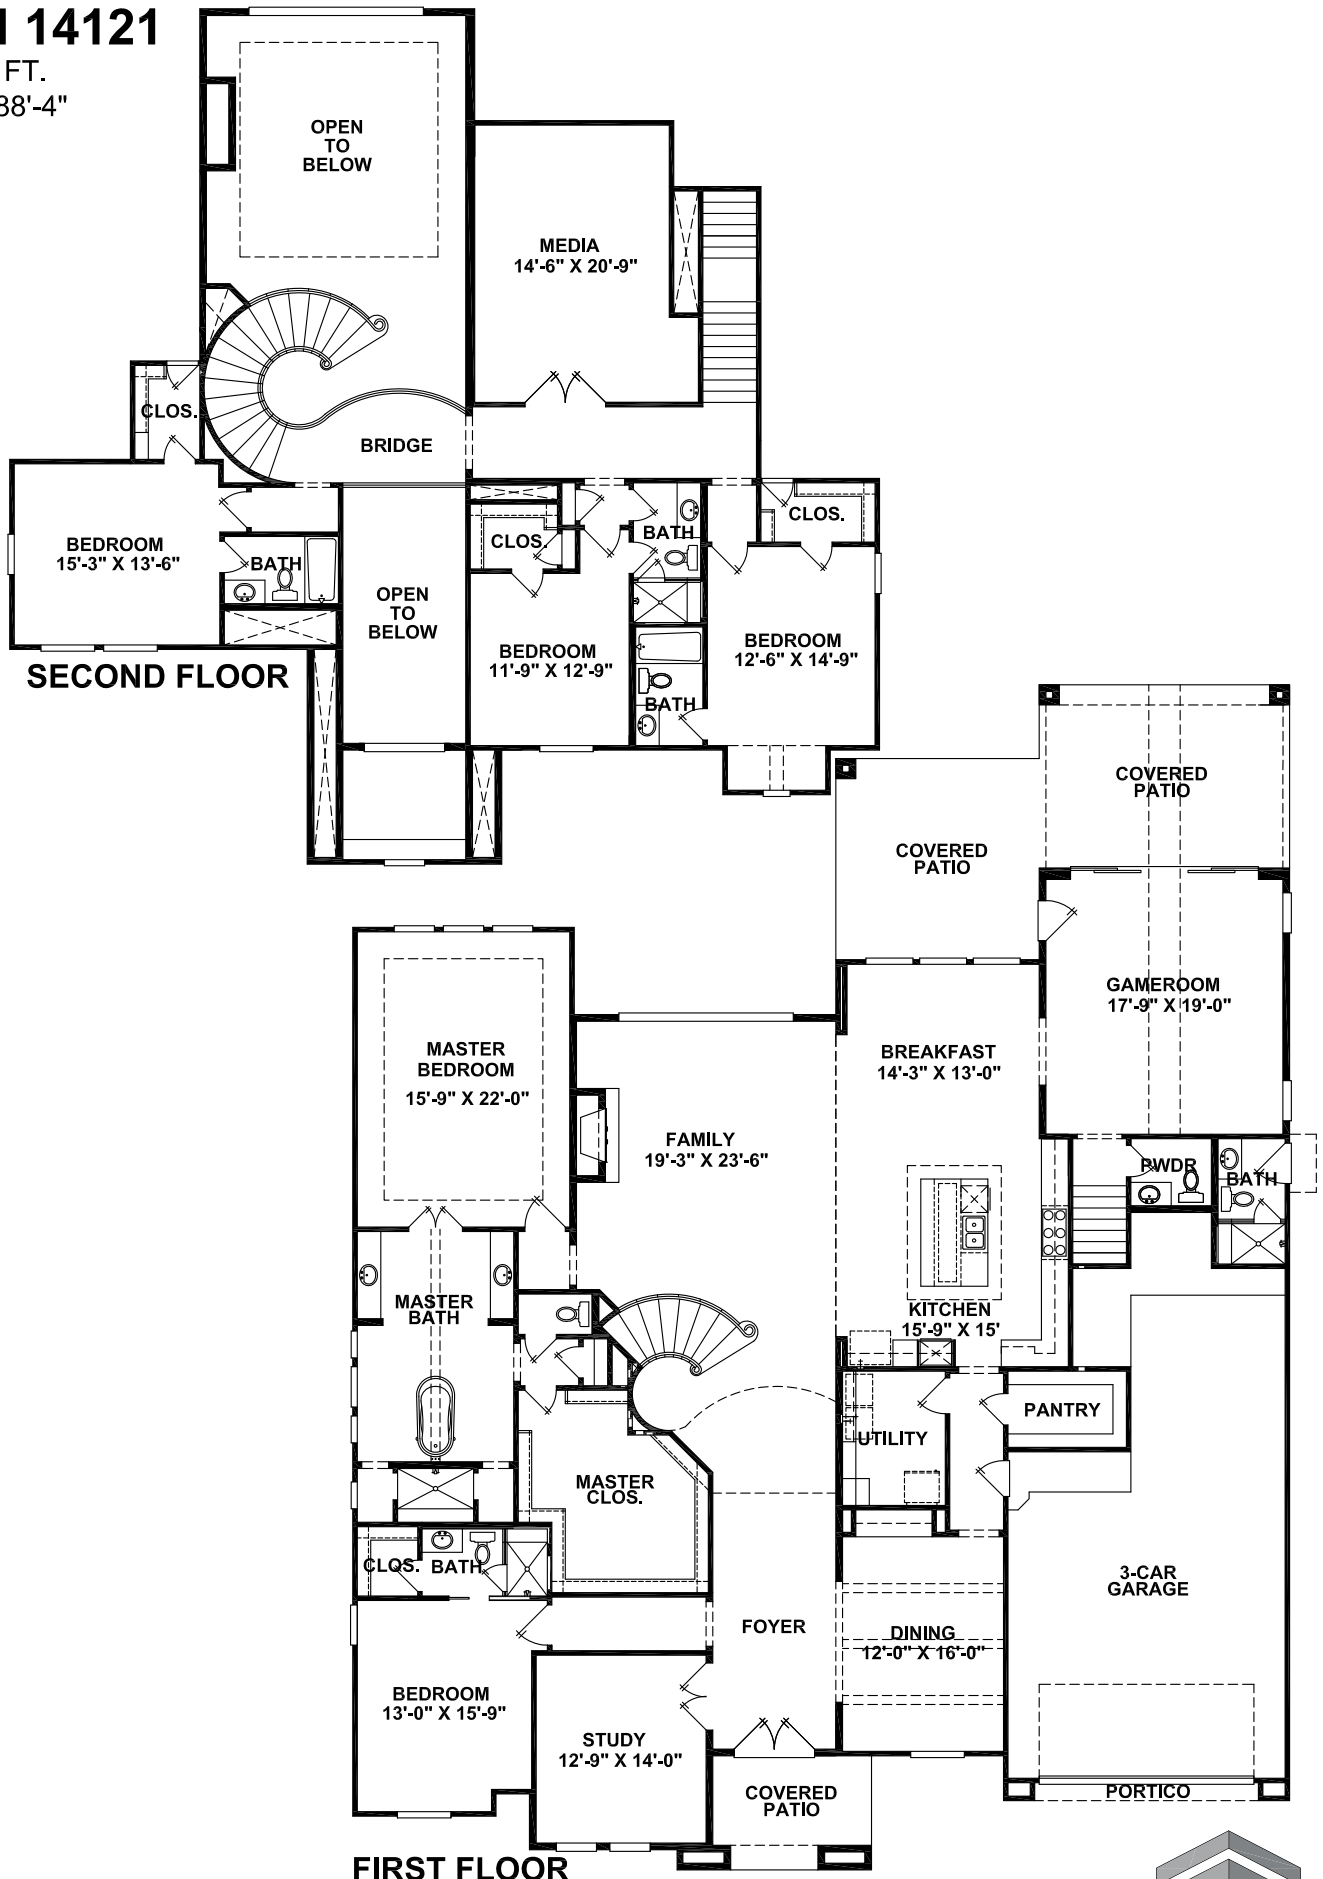 14121
FT.
88'-4"
OPEN
TO
BELOW
MEDIA
14'-6" X 20'-9"
CLOS.
BRIDGE
BEDROOM
15'-3" X 13'-6"
BATH
OPEN
TO
BELOW
CLOS.
BATH
CLOS.
BEDROOM
11'-9" X 12'-9"
BEDROOM
12'-6" X 14'-9"
BATH
SECOND FLOOR
COVERED
PATIO
COVERED
PATIO
GAMEROOM
17'-9" X 19'-0"
MASTER
BEDROOM
15'-9" X 22'-0"
BREAKFAST
14'-3" X 13'-0"
FAMILY
19'-3" X 23'-6"
PWDR
BATH
MASTER
BATH
KITCHEN
15'-9" X 15'
PANTRY
UTILITY
MASTER
CLOS.
CLOS.
BATH
3-CAR
GARAGE
FOYER
DINING
12'-0" X 16'-0"
BEDROOM
13'-0" X 15'-9"
STUDY
12'-9" X 14'-0"
COVERED
PATIO
PORTICO
FIRST FLOOR